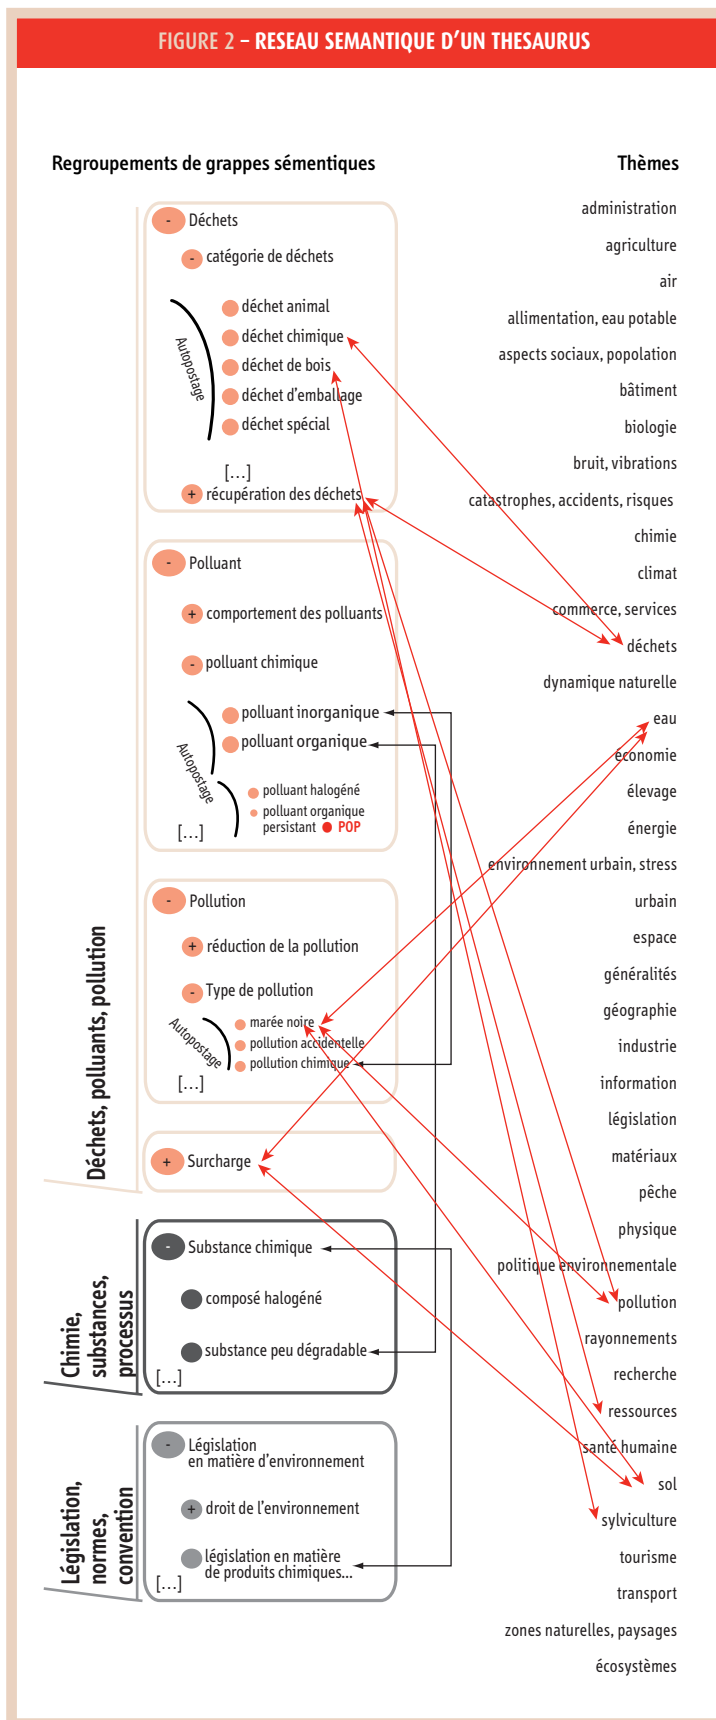 FIGURE 2 – RESEAU SEMANTIQUE D'UN THESAURUS
Regroupements de grappes sémentiques
Déchets, polluants, pollution
- Déchets
- catégorie de déchets
Autopostage
déchet animal
déchet chimique
déchet de bois
déchet d'emballage
déchet spécial
[...]
+ récupération des déchets
- Polluant
+ comportement des polluants
- polluant chimique
Autopostage
polluant inorganique
polluant organique
polluant halogéné
polluant organique
persistant POP
[...]
- Pollution
+ réduction de la pollution
- Type de pollution
Autopostage
marée noire
pollution accidentelle
pollution chimique
[...]
+ Surcharge
Chimie,
substances,
processus
- Substance chimique
composé halogéné
substance peu dégradable
[...]
Législation,
normes,
convention
- Législation
en matière d'environnement
+ droit de l'environnement
législation en matière
de produits chimiques...
[...]
Thèmes
administration
agriculture
air
allimentation, eau potable
aspects sociaux, popolation
bâtiment
biologie
bruit, vibrations
catastrophes, accidents, risques
chimie
climat
commerce, services
déchets
dynamique naturelle
eau
économie
élevage
énergie
environnement urbain, stress
urbain
espace
généralités
géographie
industrie
information
législation
matériaux
pêche
physique
politique environnementale
pollution
rayonnements
recherche
ressources
santé humaine
sol
sylviculture
tourisme
transport
zones naturelles, paysages
écosystèmes